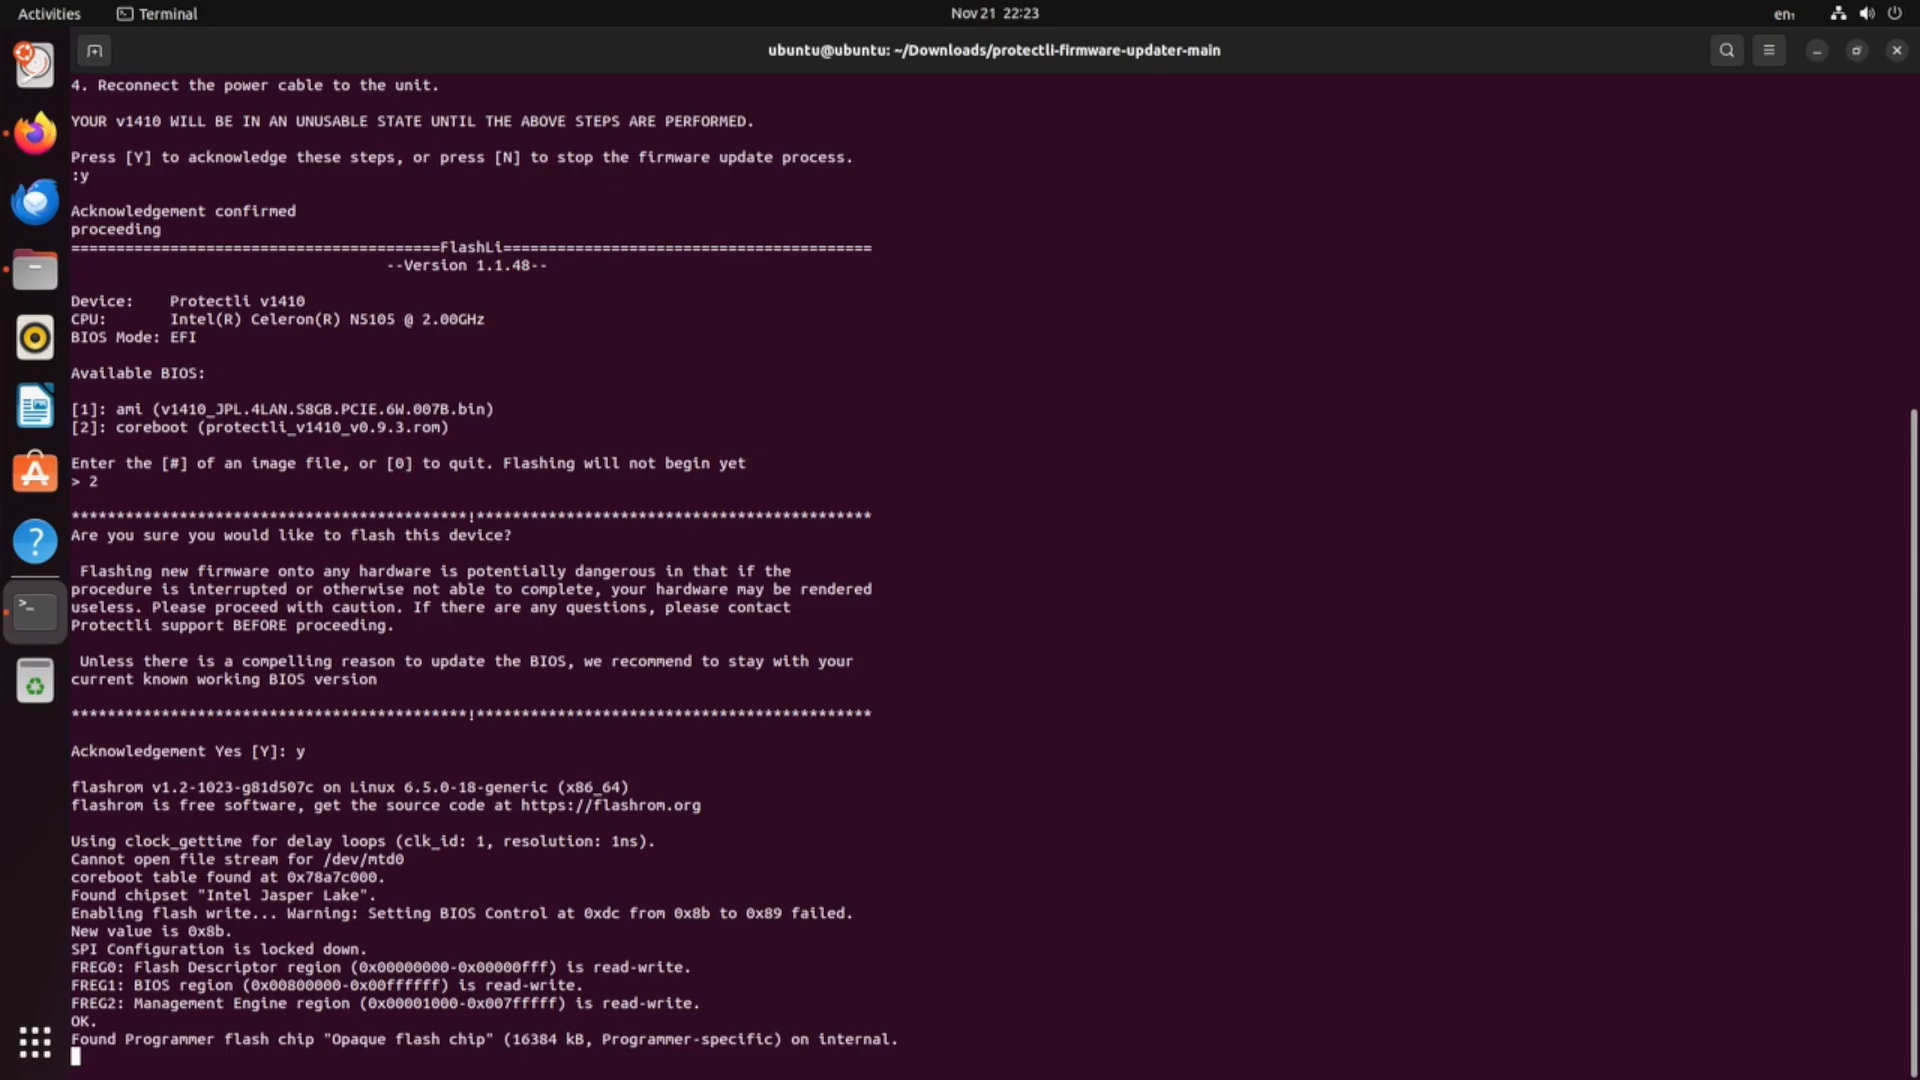 Activities
Terminal
Nov 21 22:23
en₁
ubuntu@ubuntu: ~/Downloads/protectli-firmware-updater-main
4. Reconnect the power cable to the unit.
YOUR v1410 WILL BE IN AN UNUSABLE STATE UNTIL THE ABOVE STEPS ARE PERFORMED.
Press [Y] to acknowledge these steps, or press [N] to stop the firmware update process.
:y
Acknowledgement confirmed
proceeding
=========================================FlashLi=========================================
--Version 1.1.48--
Device:    Protectli v1410
CPU:       Intel(R) Celeron(R) N5105 @ 2.00GHz
BIOS Mode: EFI
Available BIOS:
[1]: ami (v1410_JPL.4LAN.S8GB.PCIE.6W.007B.bin)
[2]: coreboot (protectli_v1410_v0.9.3.rom)
Enter the [#] of an image file, or [0] to quit. Flashing will not begin yet
> 2
********************************************!********************************************
Are you sure you would like to flash this device?
Flashing new firmware onto any hardware is potentially dangerous in that if the
procedure is interrupted or otherwise not able to complete, your hardware may be rendered
useless. Please proceed with caution. If there are any questions, please contact
Protectli support BEFORE proceeding.
Unless there is a compelling reason to update the BIOS, we recommend to stay with your
current known working BIOS version
********************************************!********************************************
Acknowledgement Yes [Y]: y
flashrom v1.2-1023-g81d507c on Linux 6.5.0-18-generic (x86_64)
flashrom is free software, get the source code at https://flashrom.org
Using clock_gettime for delay loops (clk_id: 1, resolution: 1ns).
Cannot open file stream for /dev/mtd0
coreboot table found at 0x78a7c000.
Found chipset "Intel Jasper Lake".
Enabling flash write... Warning: Setting BIOS Control at 0xdc from 0x8b to 0x89 failed.
New value is 0x8b.
SPI Configuration is locked down.
FREG0: Flash Descriptor region (0x00000000-0x00000fff) is read-write.
FREG1: BIOS region (0x00800000-0x00ffffff) is read-write.
FREG2: Management Engine region (0x00001000-0x007fffff) is read-write.
OK.
Found Programmer flash chip "Opaque flash chip" (16384 kB, Programmer-specific) on internal.